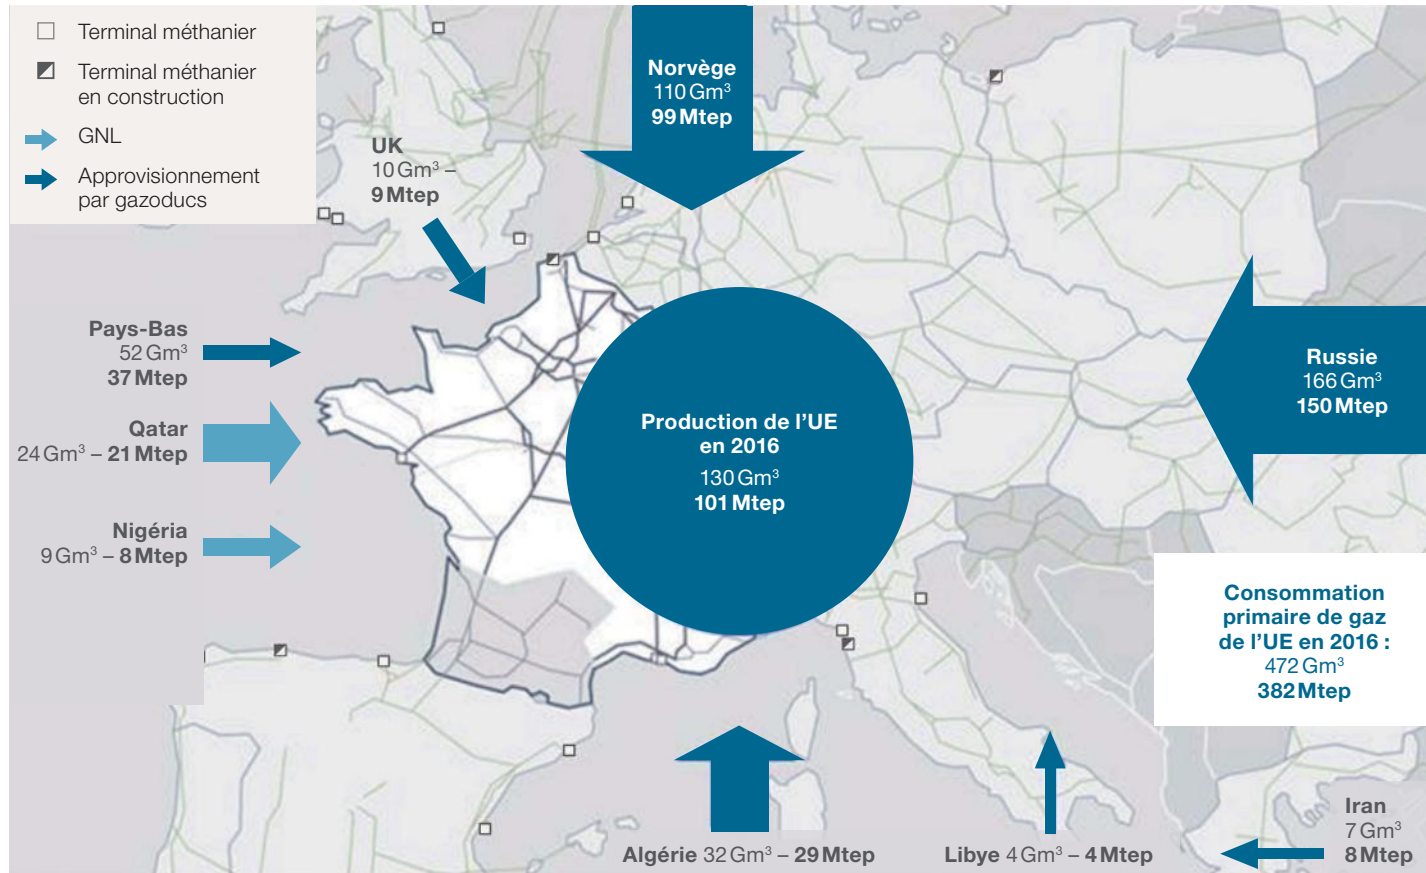 Terminal méthanier
Terminal méthanier
en construction
GNL
Approvisionnement
par gazoducs
Norvège
110 Gm³
99 Mtep
UK
10 Gm³ –
9 Mtep
Pays-Bas
52 Gm³
37 Mtep
Qatar
24 Gm³ – 21 Mtep
Nigéria
9 Gm³ – 8 Mtep
Production de l’UE
en 2016
130 Gm³
101 Mtep
Russie
166 Gm³
150 Mtep
Consommation
primaire de gaz
de l’UE en 2016 :
472 Gm³
382 Mtep
Algérie 32 Gm³ – 29 Mtep
Libye 4 Gm³ – 4 Mtep
Iran
7 Gm³
8 Mtep